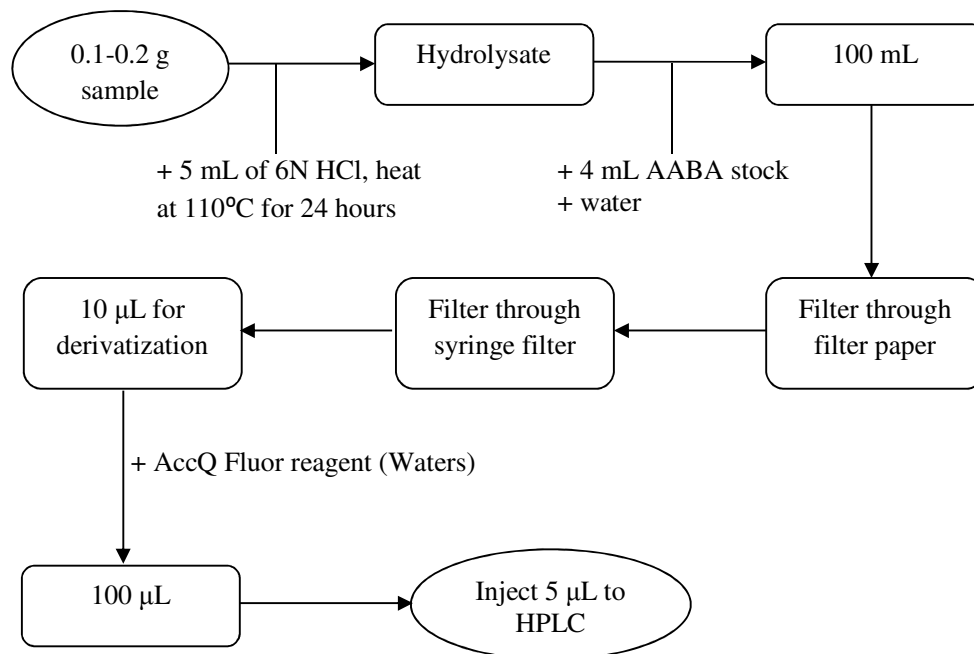 0.1-0.2 g
sample
Hydrolysate
100 mL
+ 5 mL of 6N HCl, heat
at 110ºC for 24 hours
+ 4 mL AABA stock
+ water
Filter through
filter paper
Filter through
syringe filter
10 µL for
derivatization
+ AccQ Fluor reagent (Waters)
100 µL
Inject 5 µL to
HPLC